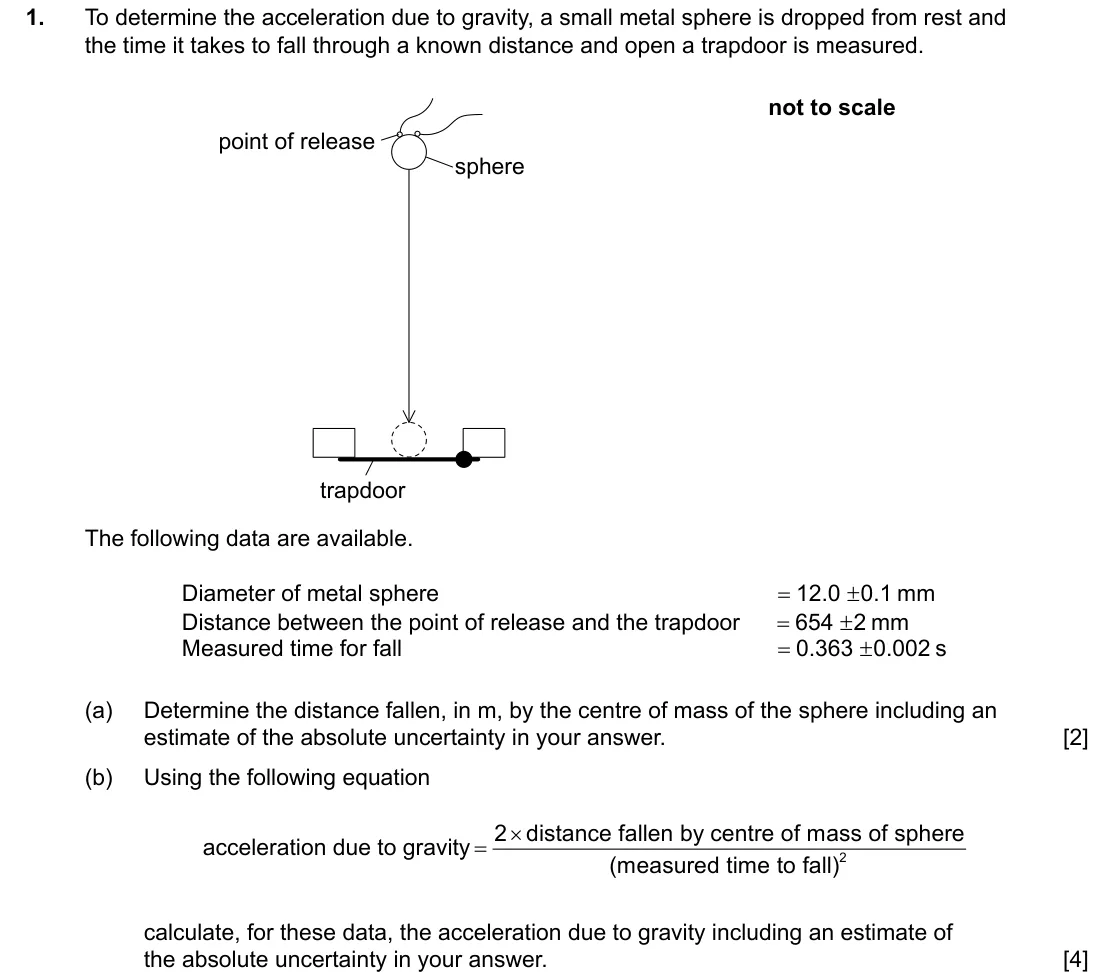 1. To determine the acceleration due to gravity, a small metal sphere is dropped from rest and
the time it takes to fall through a known distance and open a trapdoor is measured.
not to scale
point of release
sphere
trapdoor
The following data are available.
Diameter of metal sphere = 12.0 ±0.1 mm
Distance between the point of release and the trapdoor = 654 ±2 mm
Measured time for fall = 0.363 ±0.002 s
(a) Determine the distance fallen, in m, by the centre of mass of the sphere including an
estimate of the absolute uncertainty in your answer. [2]
(b) Using the following equation
acceleration due to gravity = 2 × distance fallen by centre of mass of sphere / (measured time to fall)²
calculate, for these data, the acceleration due to gravity including an estimate of
the absolute uncertainty in your answer. [4]